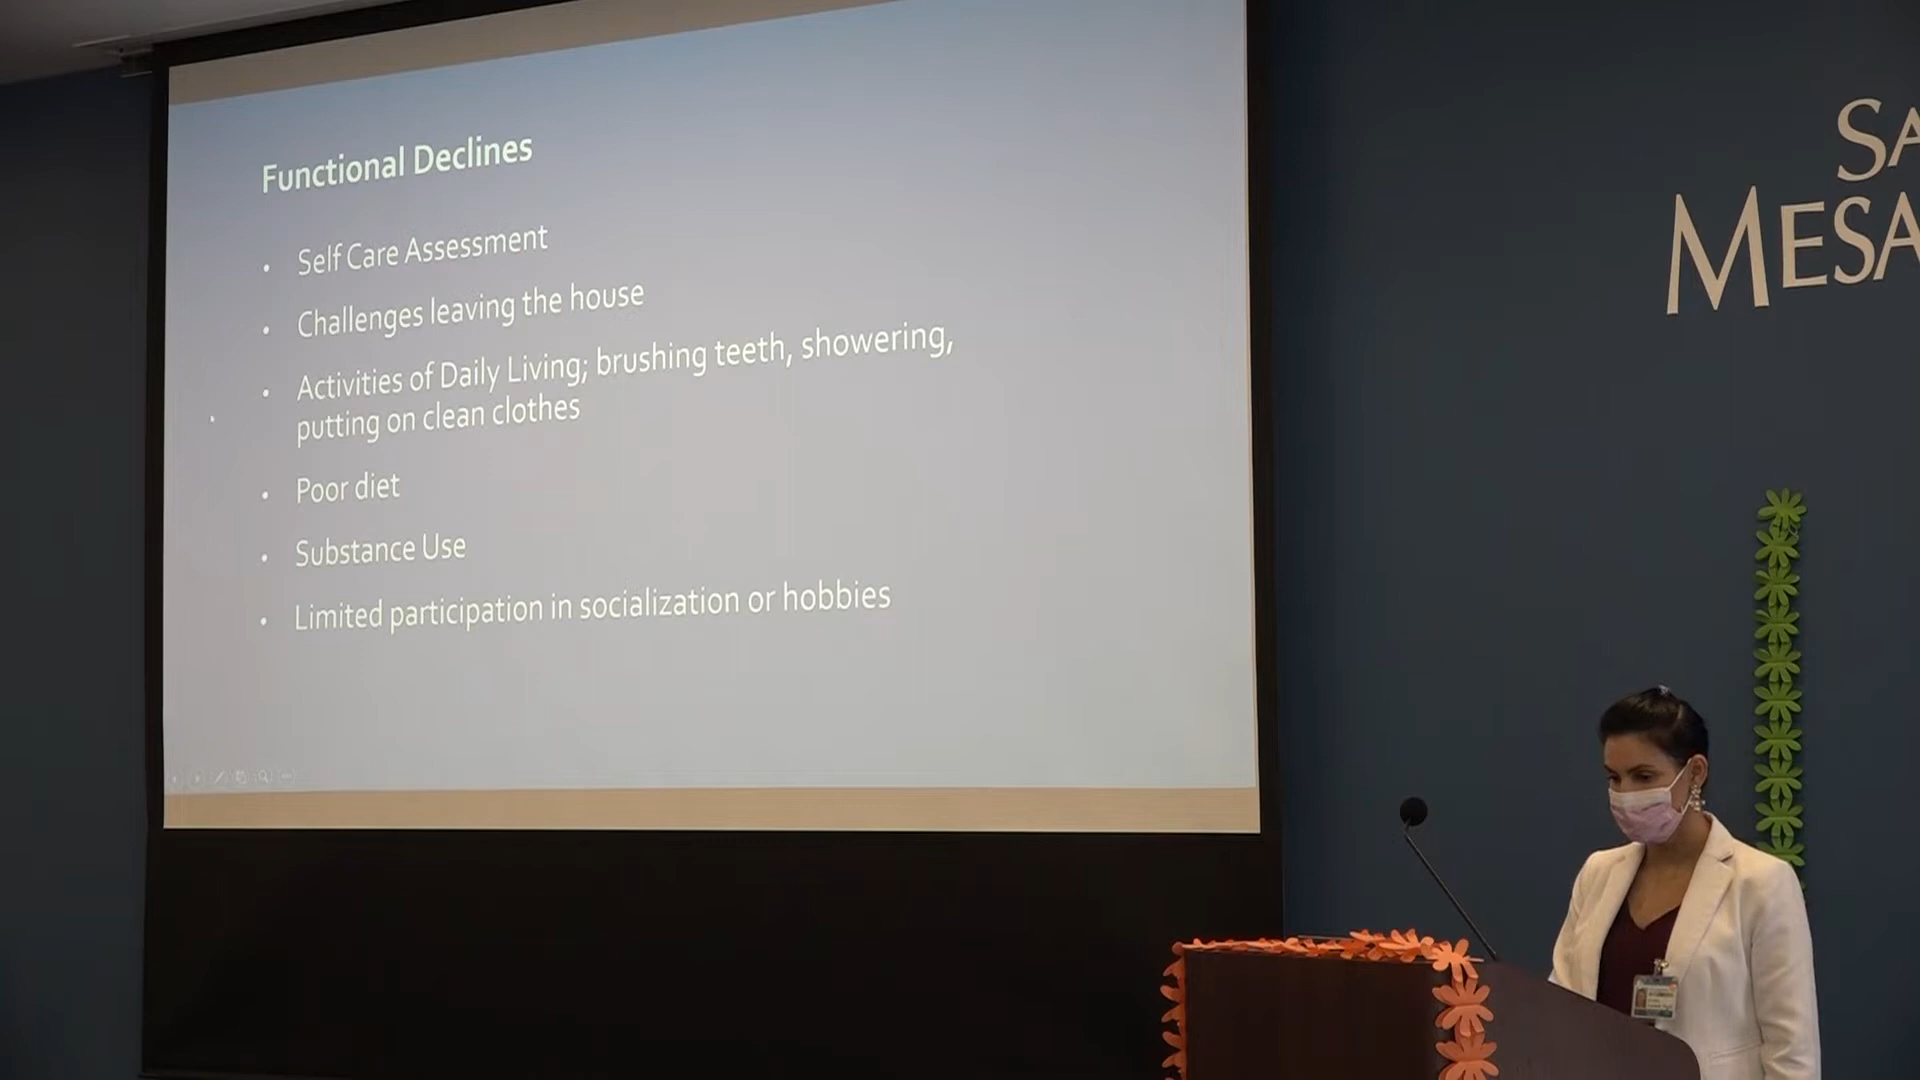 Functional Declines
• Self Care Assessment
• Challenges leaving the house
• Activities of Daily Living; brushing teeth, showering,
putting on clean clothes
• Poor diet
• Substance Use
• Limited participation in socialization or hobbies
SA
MESA